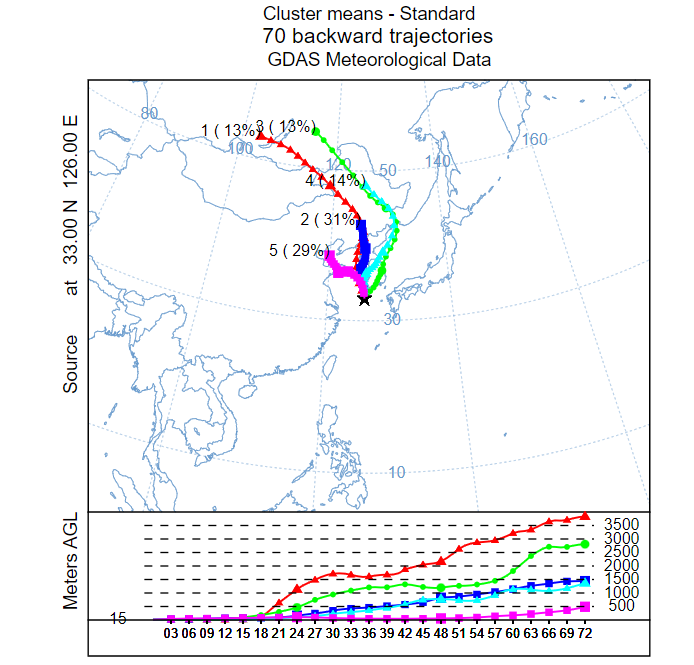 Cluster means - Standard
70 backward trajectories
GDAS Meteorological Data
Source at 33.00 N 126.00 E
80
160
1 ( 13%)
3 ( 13%)
100
120
140
50
4 ( 14%)
2 ( 31%
5 ( 29%)
30
10
Meters AGL
3500
3000
2500
2000
1500
1000
500
15
03 06 09 12 15 18 21 24 27 30 33 36 39 42 45 48 51 54 57 60 63 66 69 72